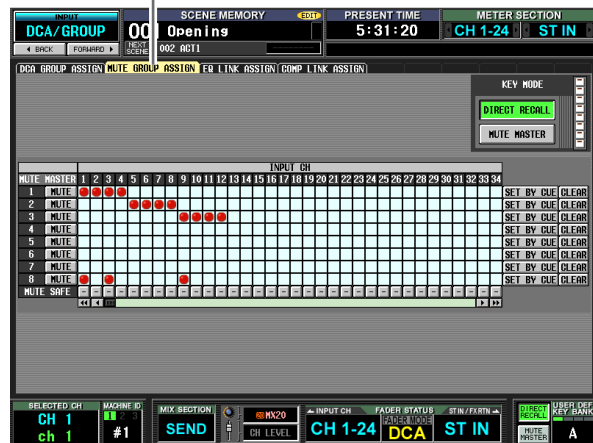 INPUT
DCA/GROUP
BACK
FORWARD
SCENE MEMORY
EDIT
00 Opening
NEXT SCENE
002 ACT1
PRESENT TIME
5:31:20
METER SECTION
CH 1-24
ST IN
DCA GROUP ASSIGN
MUTE GROUP ASSIGN
EQ LINK ASSIGN
COMP LINK ASSIGN
KEY MODE
DIRECT RECALL
MUTE MASTER
INPUT CH
MUTE MASTER 1 2 3 4 5 6 7 8 9 10 11 12 13 14 15 16 17 18 19 20 21 22 23 24 25 26 27 28 29 30 31 32 33 34
1 MUTE SET BY CUE CLEAR
2 MUTE SET BY CUE CLEAR
3 MUTE SET BY CUE CLEAR
4 MUTE SET BY CUE CLEAR
5 MUTE SET BY CUE CLEAR
6 MUTE SET BY CUE CLEAR
7 MUTE SET BY CUE CLEAR
8 MUTE SET BY CUE CLEAR
MUTE SAFE
SELECTED CH
CH 1
ch 1
MACHINE ID
1 2 3
#1
MIX SECTION
SEND
MX20
CH LEVEL
INPUT CH
CH 1-24
FADER STATUS
FADER MODE
DCA
ST IN/FXRTN
ST IN
DIRECT RECALL
MUTE MASTER
USER DEF
KEY BANK
A